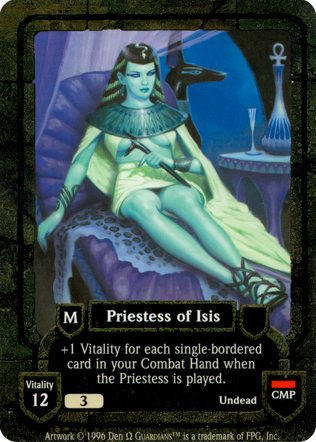 M
Priestess of Isis
+1 Vitality for each single-bordered
card in your Combat Hand when
the Priestess is played.
Vitality
12
3
Undead
CMP
Artwork © 1996 Den Ω GUARDIANS™ is a trademark of FPG, Inc.